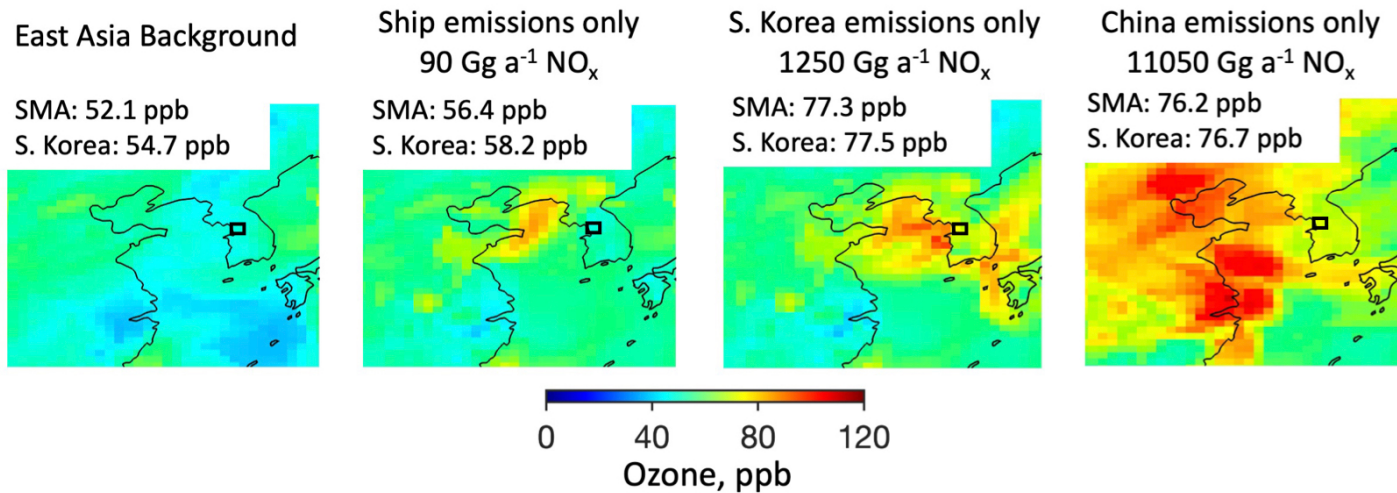 East Asia Background
SMA: 52.1 ppb
S. Korea: 54.7 ppb
Ship emissions only
90 Gg a⁻¹ NOₓ
SMA: 56.4 ppb
S. Korea: 58.2 ppb
S. Korea emissions only
1250 Gg a⁻¹ NOₓ
SMA: 77.3 ppb
S. Korea: 77.5 ppb
China emissions only
11050 Gg a⁻¹ NOₓ
SMA: 76.2 ppb
S. Korea: 76.7 ppb
0 40 80 120
Ozone, ppb